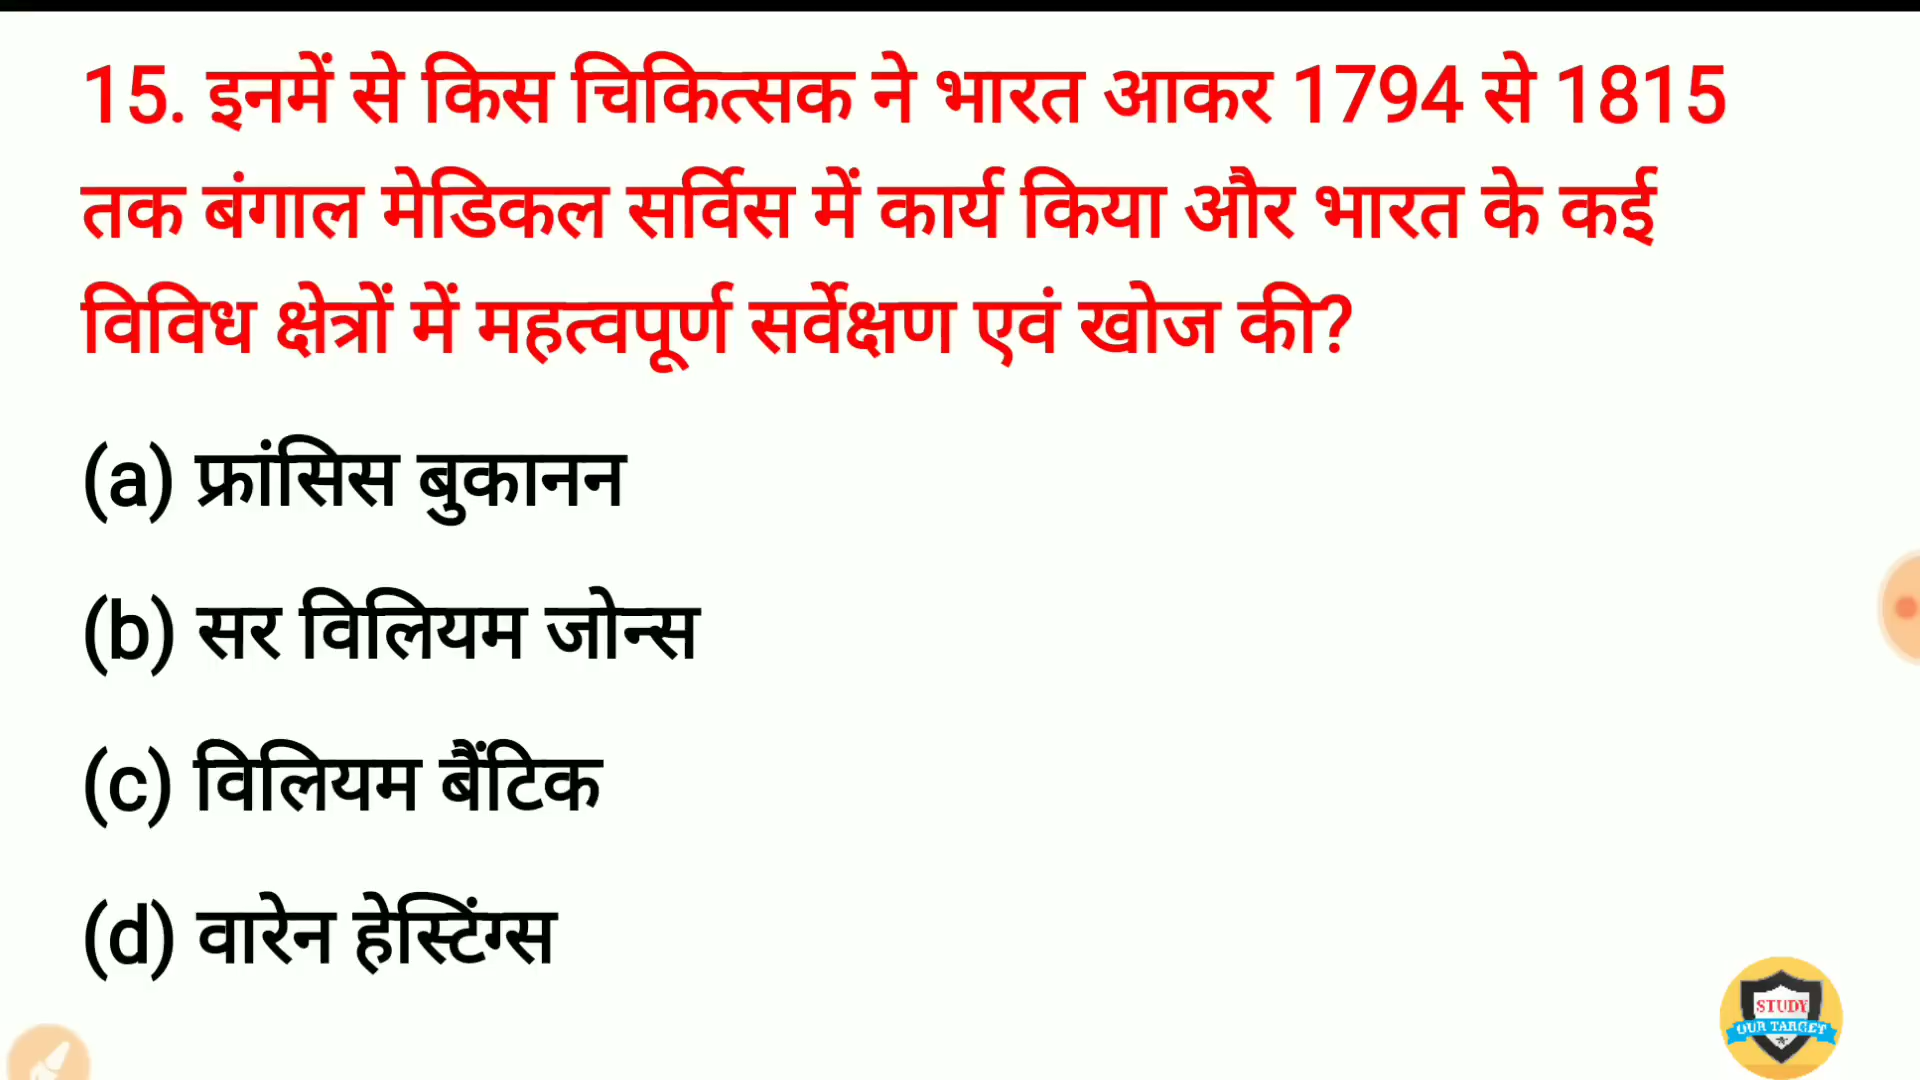 15. इनमें से किस चिकित्सक ने भारत आकर 1794 से 1815
तक बंगाल मेडिकल सर्विस में कार्य किया और भारत के कई
विविध क्षेत्रों में महत्वपूर्ण सर्वेक्षण एवं खोज की?
(a) फ्रांसिस बुकानन
(b) सर विलियम जोन्स
(c) विलियम बैंटिक
(d) वारेन हेस्टिंग्स
STUDY
OUR TARGET